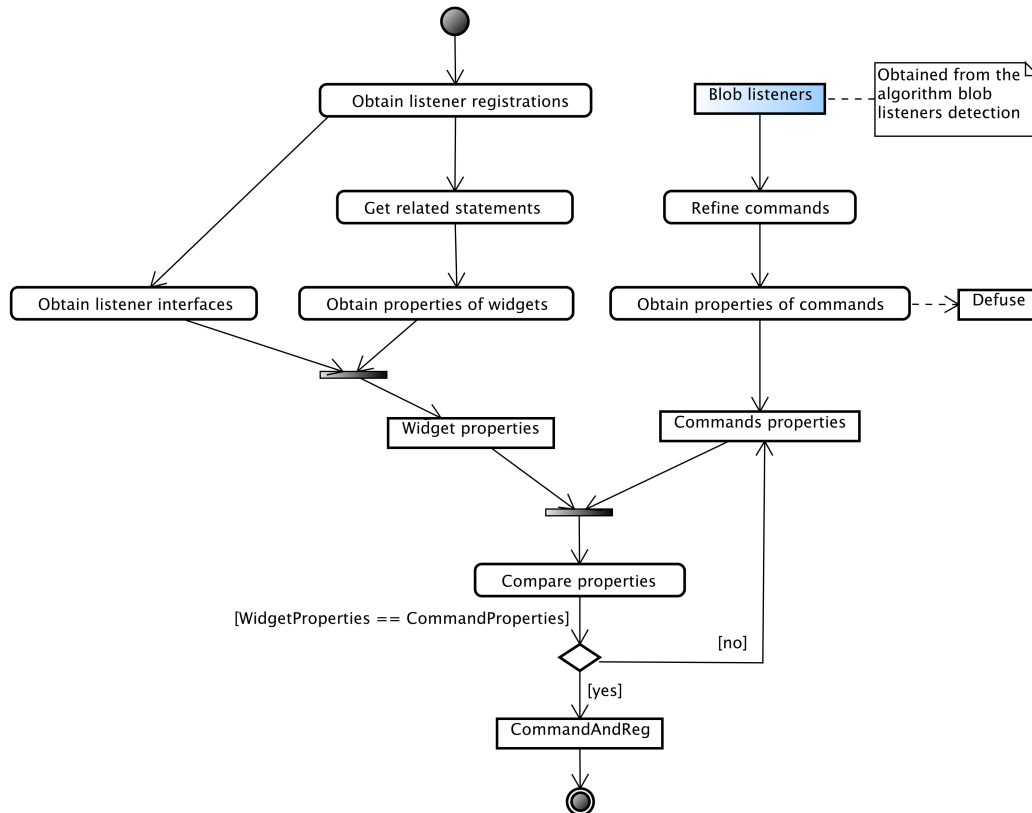 Obtain listener registrations
Blob listeners
Obtained from the
algorithm blob
listeners detection
Get related statements
Refine commands
Obtain listener interfaces
Obtain properties of widgets
Obtain properties of commands
Defuse
Widget properties
Commands properties
Compare properties
[WidgetProperties == CommandProperties]
[no]
[yes]
CommandAndReg